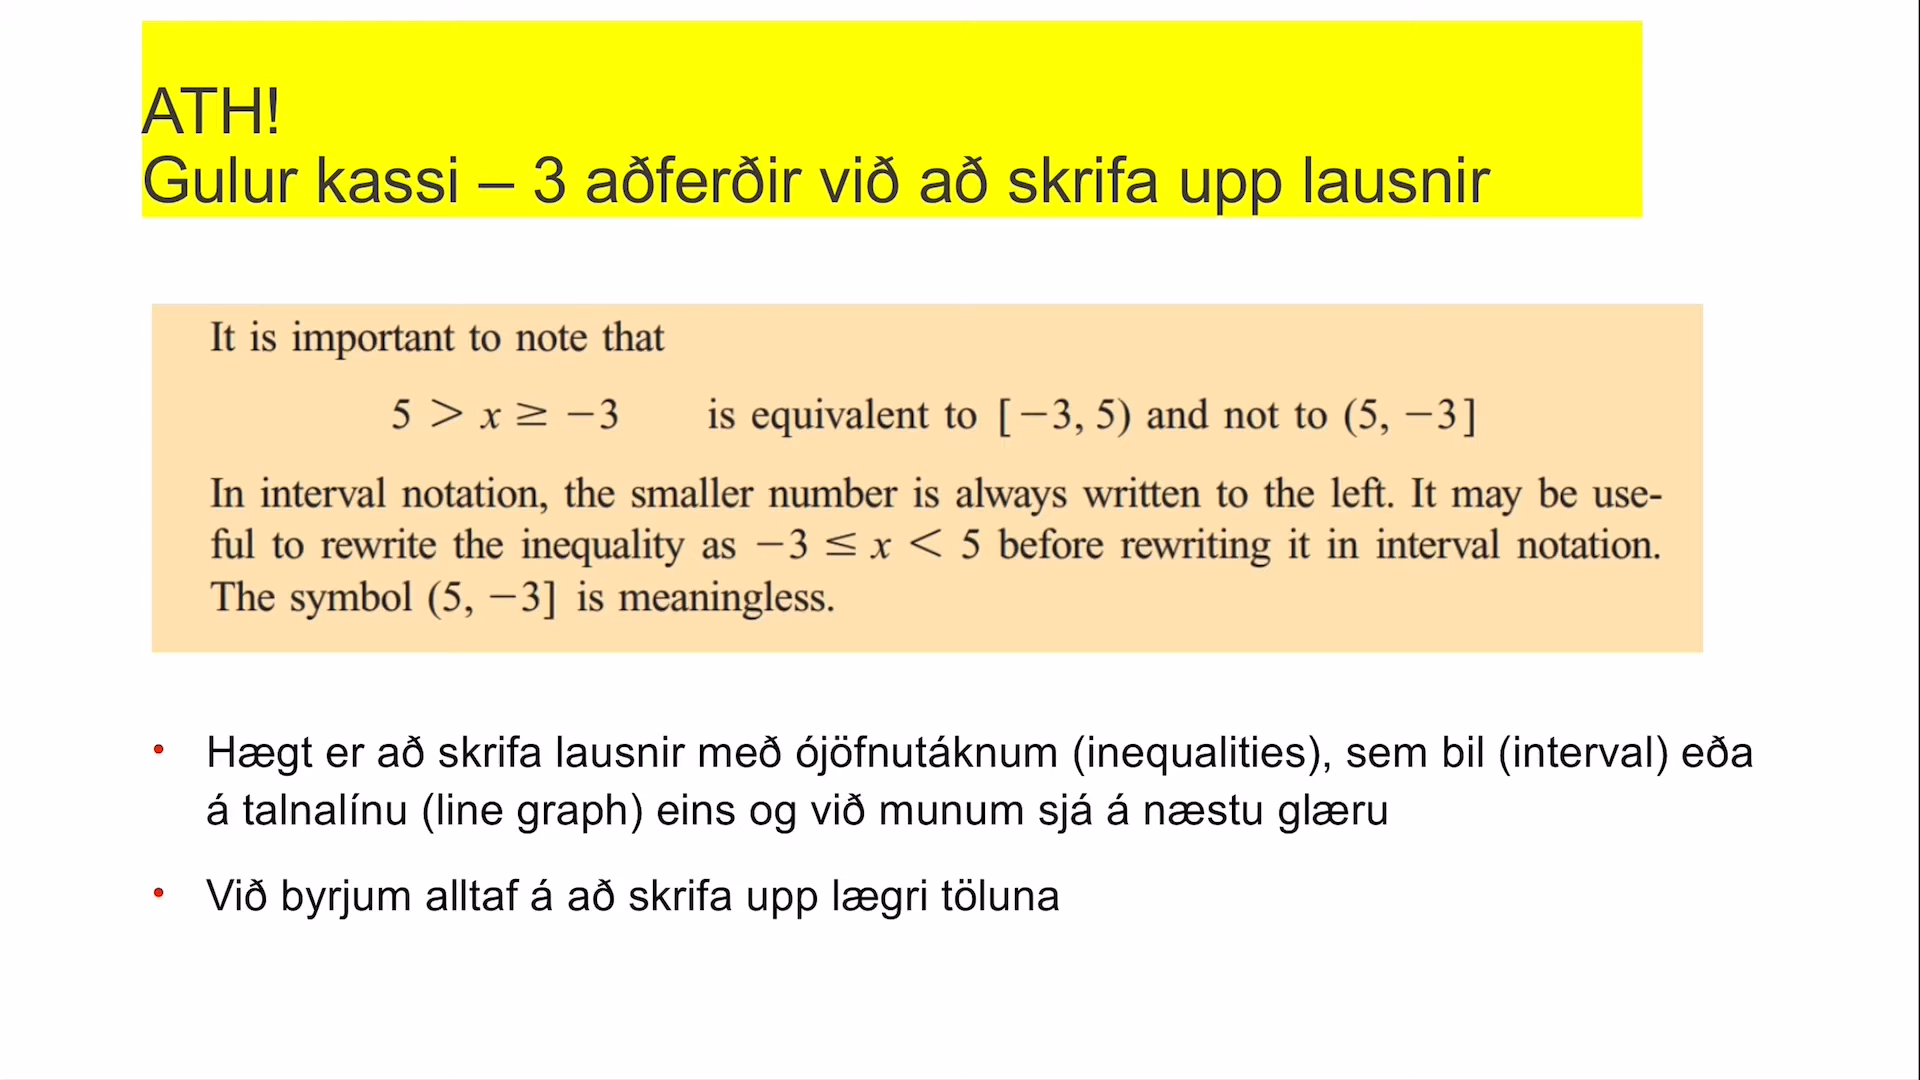 ATH!
Gulur kassi – 3 aðferðir við að skrifa upp lausnir
It is important to note that
5 > x ≥ −3 is equivalent to [−3, 5) and not to (5, −3]
In interval notation, the smaller number is always written to the left. It may be use-
ful to rewrite the inequality as −3 ≤ x < 5 before rewriting it in interval notation.
The symbol (5, −3] is meaningless.
• Hægt er að skrifa lausnir með ójöfnutáknum (inequalities), sem bil (interval) eða
á talnalínu (line graph) eins og við munum sjá á næstu glæru
• Við byrjum alltaf á að skrifa upp lægri töluna